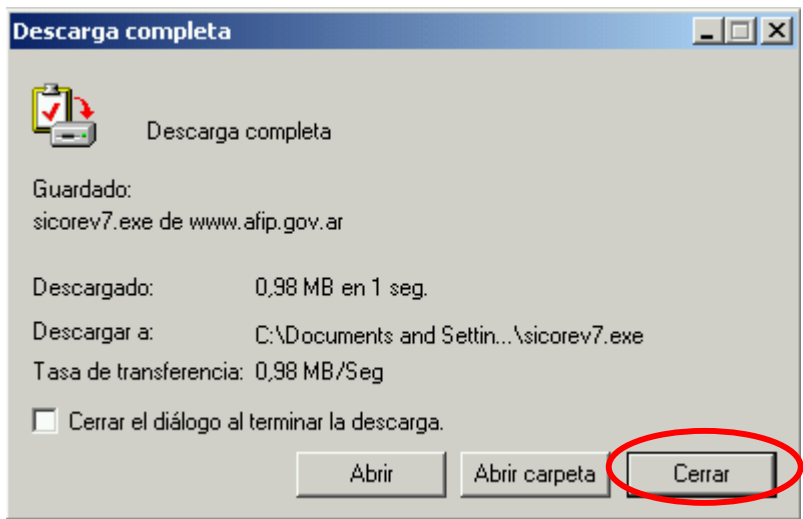 Descarga completa
Descarga completa
Guardado:
sicorev7.exe de www.afip.gov.ar
Descargado: 0,98 MB en 1 seg.
Descargar a: C:\Documents and Settin...\sicorev7.exe
Tasa de transferencia: 0,98 MB/Seg
Cerrar el diálogo al terminar la descarga.
Abrir Abrir carpeta Cerrar